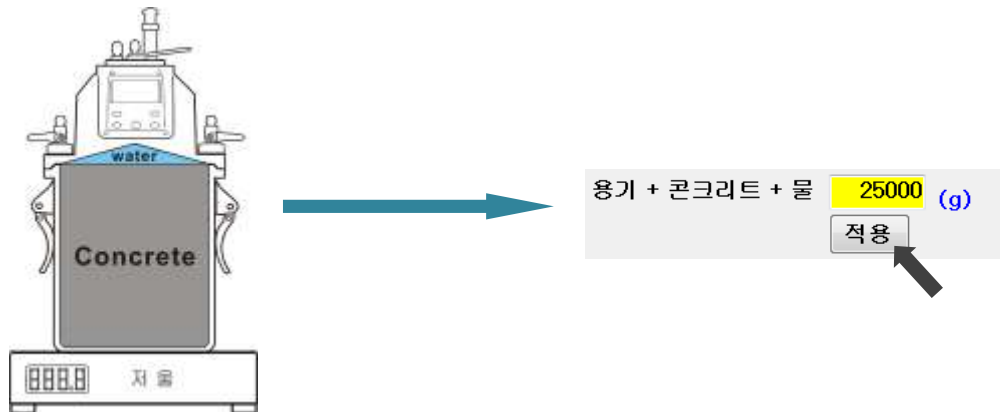 water
Concrete
888.8
저 울
용기 + 콘크리트 + 물 25000 (g)
적용